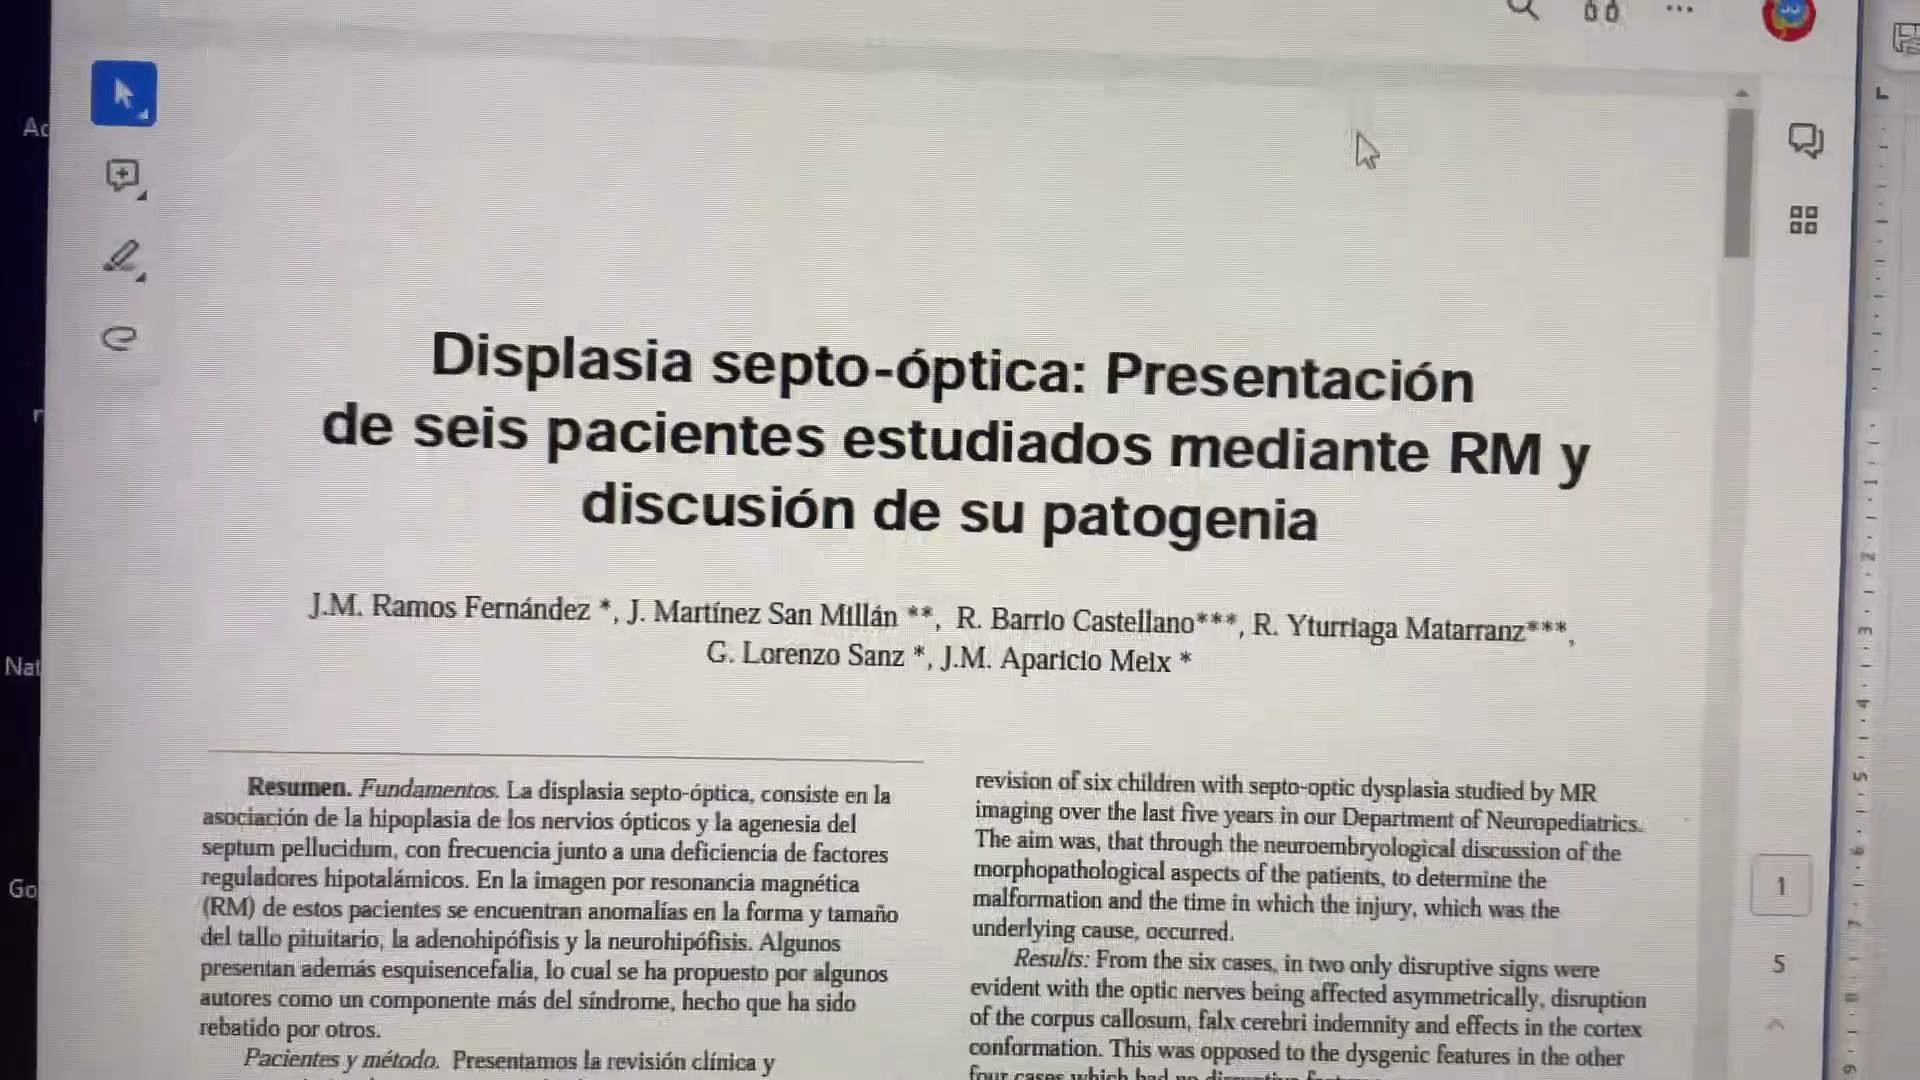 Displasia septo-óptica: Presentación
de seis pacientes estudiados mediante RM y
discusión de su patogenia
J.M. Ramos Fernández *, J. Martínez San Millán **, R. Barrio Castellano***, R. Yturriaga Matarranz***,
G. Lorenzo Sanz *, J.M. Aparicio Meix *
Resumen. Fundamentos. La displasia septo-óptica, consiste en la
asociación de la hipoplasia de los nervios ópticos y la agenesia del
septum pellucidum, con frecuencia junto a una deficiencia de factores
reguladores hipotalámicos. En la imagen por resonancia magnética
(RM) de estos pacientes se encuentran anomalías en la forma y tamaño
del tallo pituitario, la adenohipófisis y la neurohipófisis. Algunos
presentan además esquisencefalia, lo cual se ha propuesto por algunos
autores como un componente más del síndrome, hecho que ha sido
rebatido por otros.
Pacientes y método. Presentamos la revisión clínica y
revision of six children with septo-optic dysplasia studied by MR
imaging over the last five years in our Department of Neuropediatrics.
The aim was, that through the neuroembryological discussion of the
morphopathological aspects of the patients, to determine the
malformation and the time in which the injury, which was the
underlying cause, occurred.
Results: From the six cases, in two only disruptive signs were
evident with the optic nerves being affected asymmetrically, disruption
of the corpus callosum, falx cerebri indemnity and effects in the cortex
conformation. This was opposed to the dysgenic features in the other
four cases which had no
Ac
Nat
Go
1
5